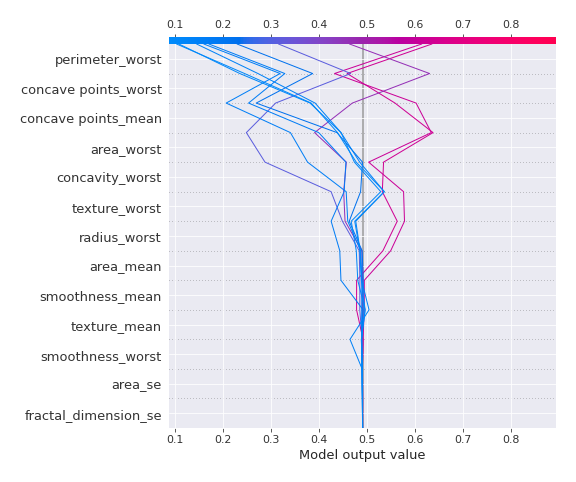 0.1 0.2 0.3 0.4 0.5 0.6 0.7 0.8
perimeter_worst
concave points_worst
concave points_mean
area_worst
concavity_worst
texture_worst
radius_worst
area_mean
smoothness_mean
texture_mean
smoothness_worst
area_se
fractal_dimension_se
0.1 0.2 0.3 0.4 0.5 0.6 0.7 0.8
Model output value